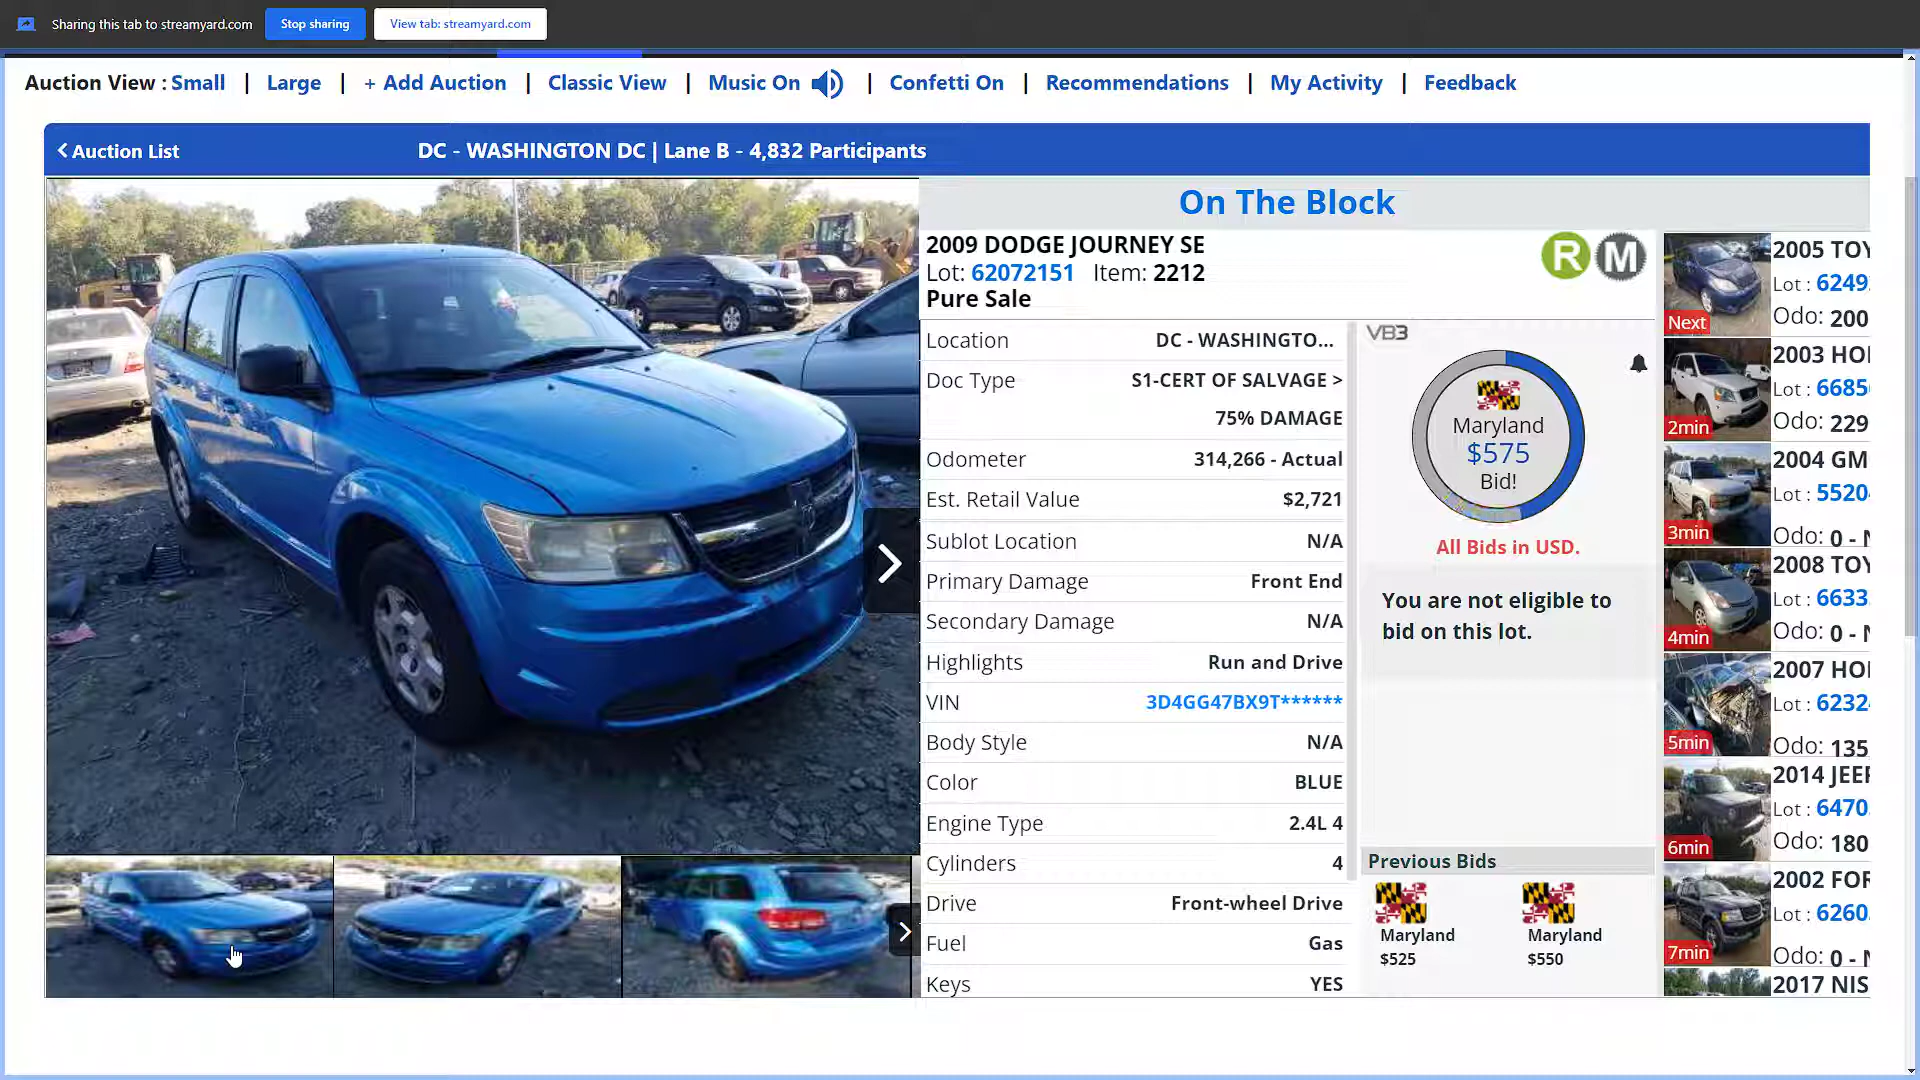 Sharing this tab to streamyard.com
Stop sharing
View tab: streamyard.com
Auction View : Small | Large | + Add Auction | Classic View | Music On | Confetti On | Recommendations | My Activity | Feedback
Auction List
DC - WASHINGTON DC | Lane B - 4,832 Participants
On The Block
2009 DODGE JOURNEY SE
Lot: 62072151 Item: 2212
Pure Sale
R M
Location DC - WASHINGTO...
Doc Type S1-CERT OF SALVAGE >
75% DAMAGE
Odometer 314,266 - Actual
Est. Retail Value $2,721
Sublot Location N/A
Primary Damage Front End
Secondary Damage N/A
Highlights Run and Drive
VIN 3D4GG47BX9T******
Body Style N/A
Color BLUE
Engine Type 2.4L 4
Cylinders 4
Drive Front-wheel Drive
Fuel Gas
Keys YES
VB3
Maryland
$575
Bid!
All Bids in USD.
You are not eligible to
bid on this lot.
Previous Bids
Maryland
$525
Maryland
$550
Next
2005 TOY
Lot : 6249
Odo: 200
2min
2003 HO
Lot : 6685
Odo: 229
3min
2004 GM
Lot : 5520
Odo: 0 -
4min
2008 TOY
Lot : 6633
Odo: 0 -
5min
2007 HO
Lot : 6232
Odo: 135
6min
2014 JEEP
Lot : 6470
Odo: 180
7min
2002 FOR
Lot : 6260
Odo: 0 -
2017 NIS